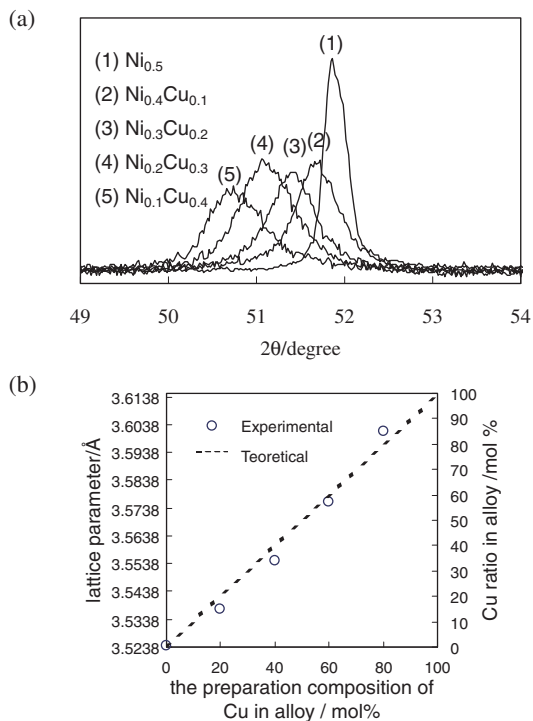 (a)
(1) Ni₀.₅
(2) Ni₀.₄Cu₀.₁
(3) Ni₀.₃Cu₀.₂
(4) Ni₀.₂Cu₀.₃
(5) Ni₀.₁Cu₀.₄
(1)
(2)
(3)
(4)
(5)
49 50 51 52 53 54
2θ/degree
(b)
lattice parameter/Å
3.6138
3.6038
3.5938
3.5838
3.5738
3.5638
3.5538
3.5438
3.5338
3.5238
Experimental
Teoretical
100
90
80
70
60
50
40
30
20
10
0
Cu ratio in alloy /mol %
0 20 40 60 80 100
the preparation composition of
Cu in alloy / mol%